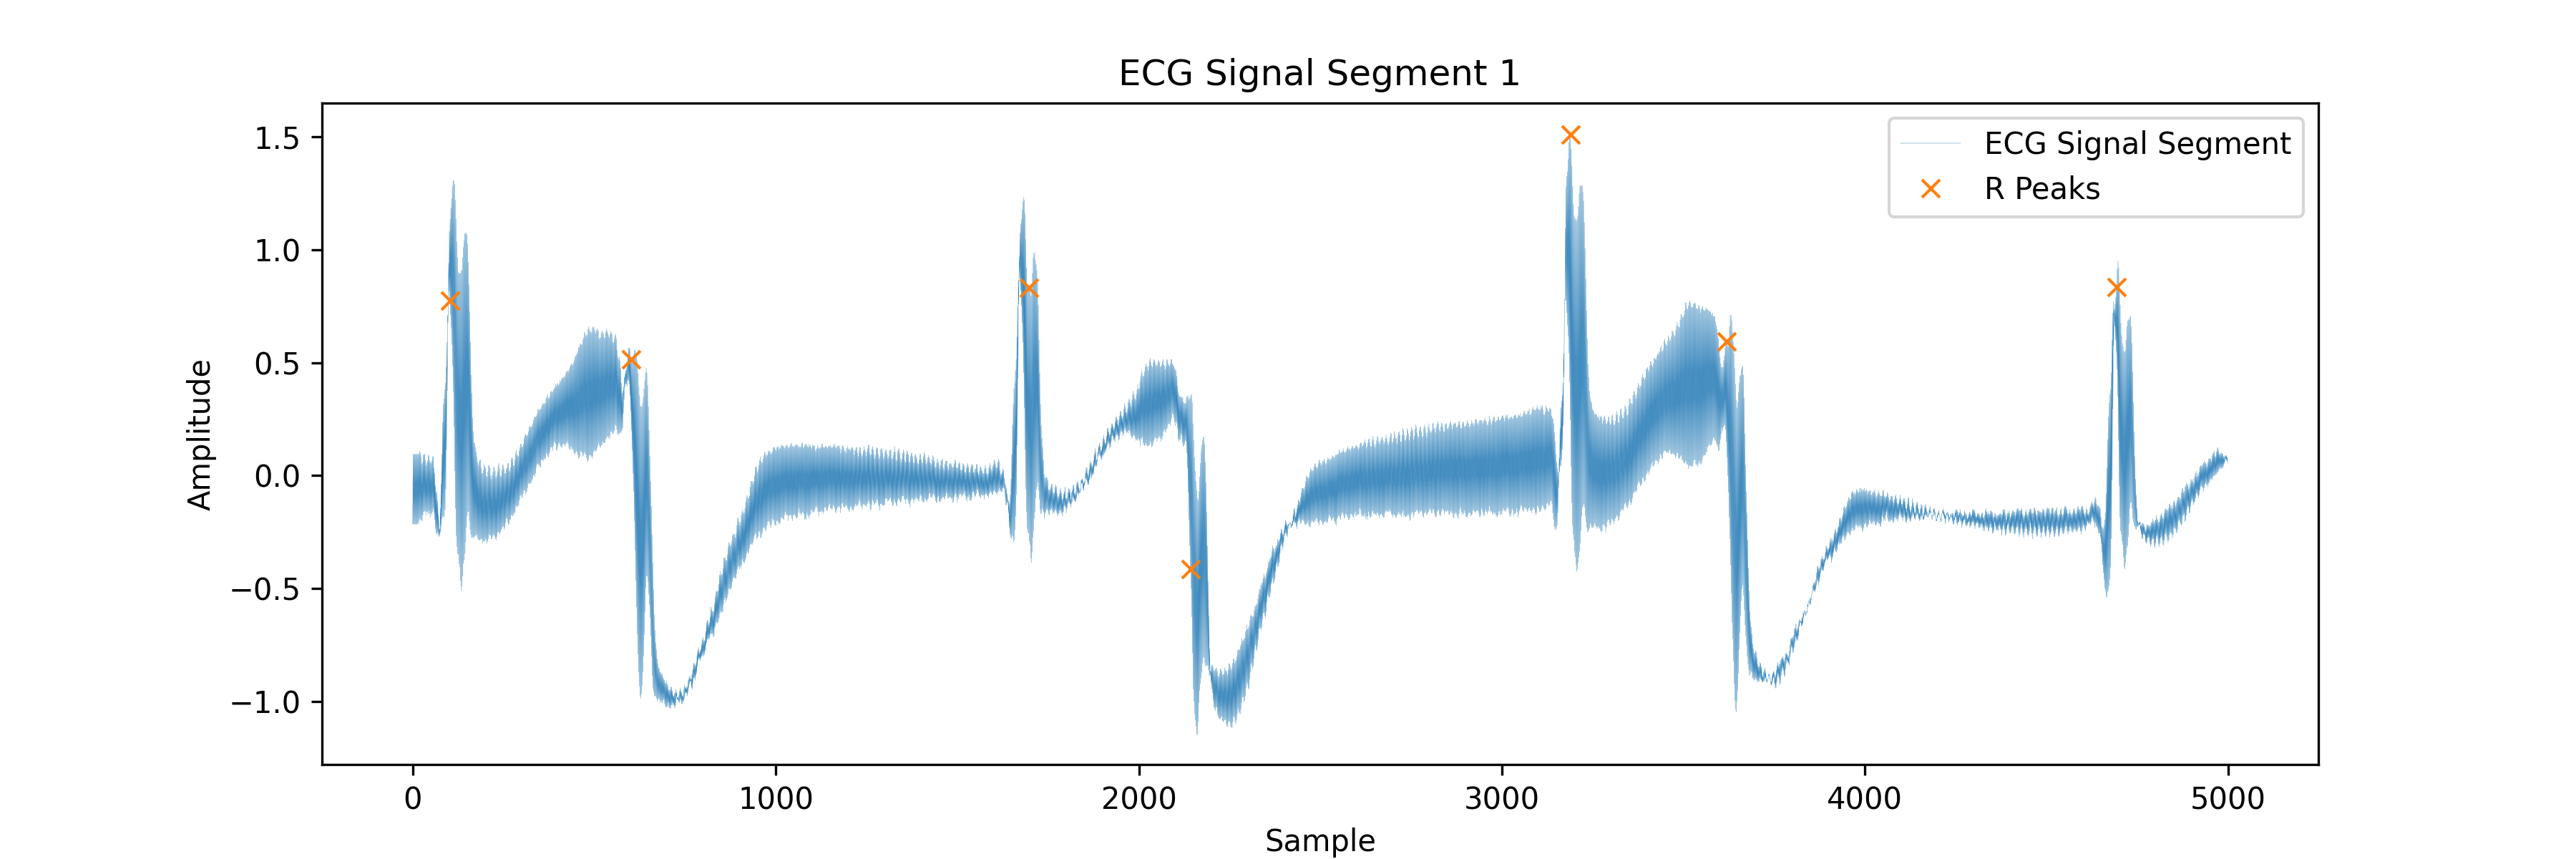 ECG Signal Segment 1
ECG Signal Segment
R Peaks
1.5
1.0
0.5
0.0
−0.5
−1.0
Amplitude
0 1000 2000 3000 4000 5000
Sample